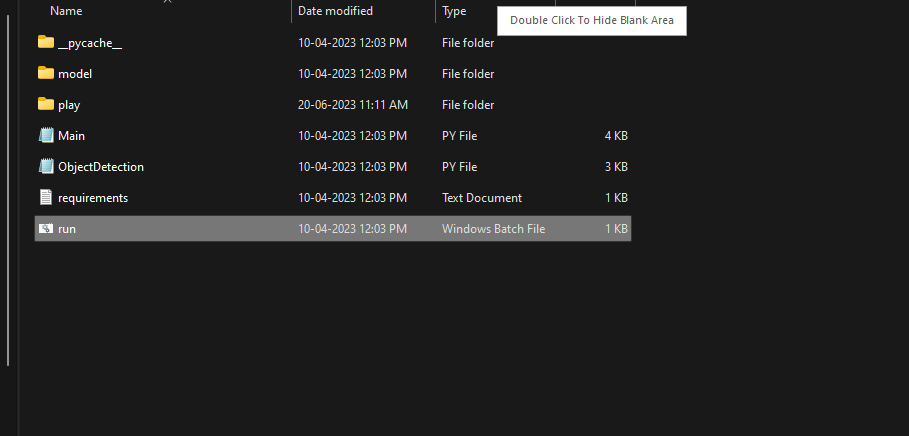 Name Date modified Type
Double Click To Hide Blank Area
__pycache__ 10-04-2023 12:03 PM File folder
model 10-04-2023 12:03 PM File folder
play 20-06-2023 11:11 AM File folder
Main 10-04-2023 12:03 PM PY File 4 KB
ObjectDetection 10-04-2023 12:03 PM PY File 3 KB
requirements 10-04-2023 12:03 PM Text Document 1 KB
run 10-04-2023 12:03 PM Windows Batch File 1 KB